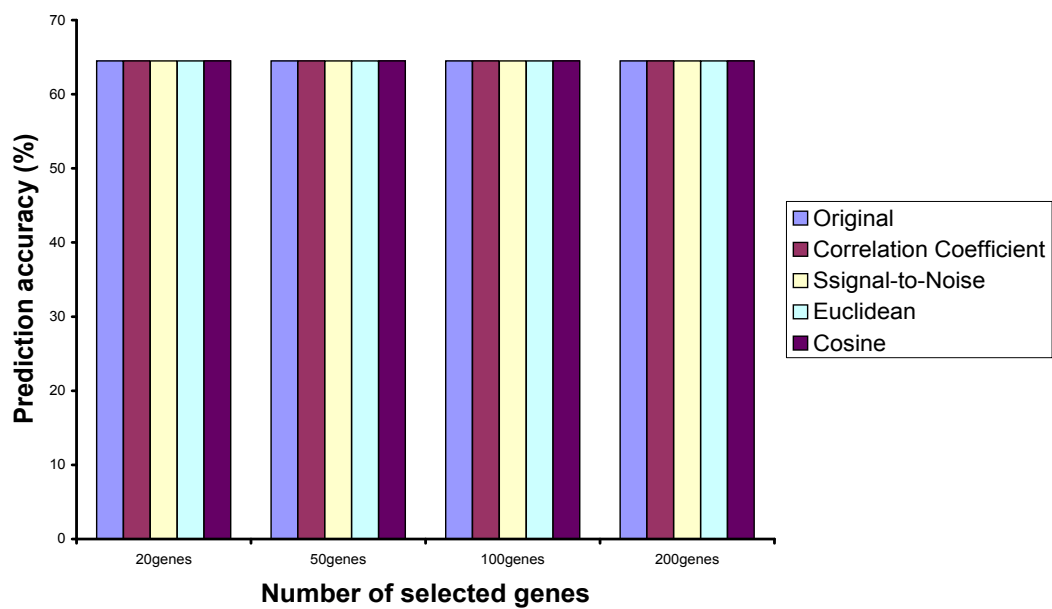 70
60
50
40
30
20
10
0
Prediction accuracy (%)
20genes
50genes
100genes
200genes
Number of selected genes
Original
Correlation Coefficient
Ssignal-to-Noise
Euclidean
Cosine